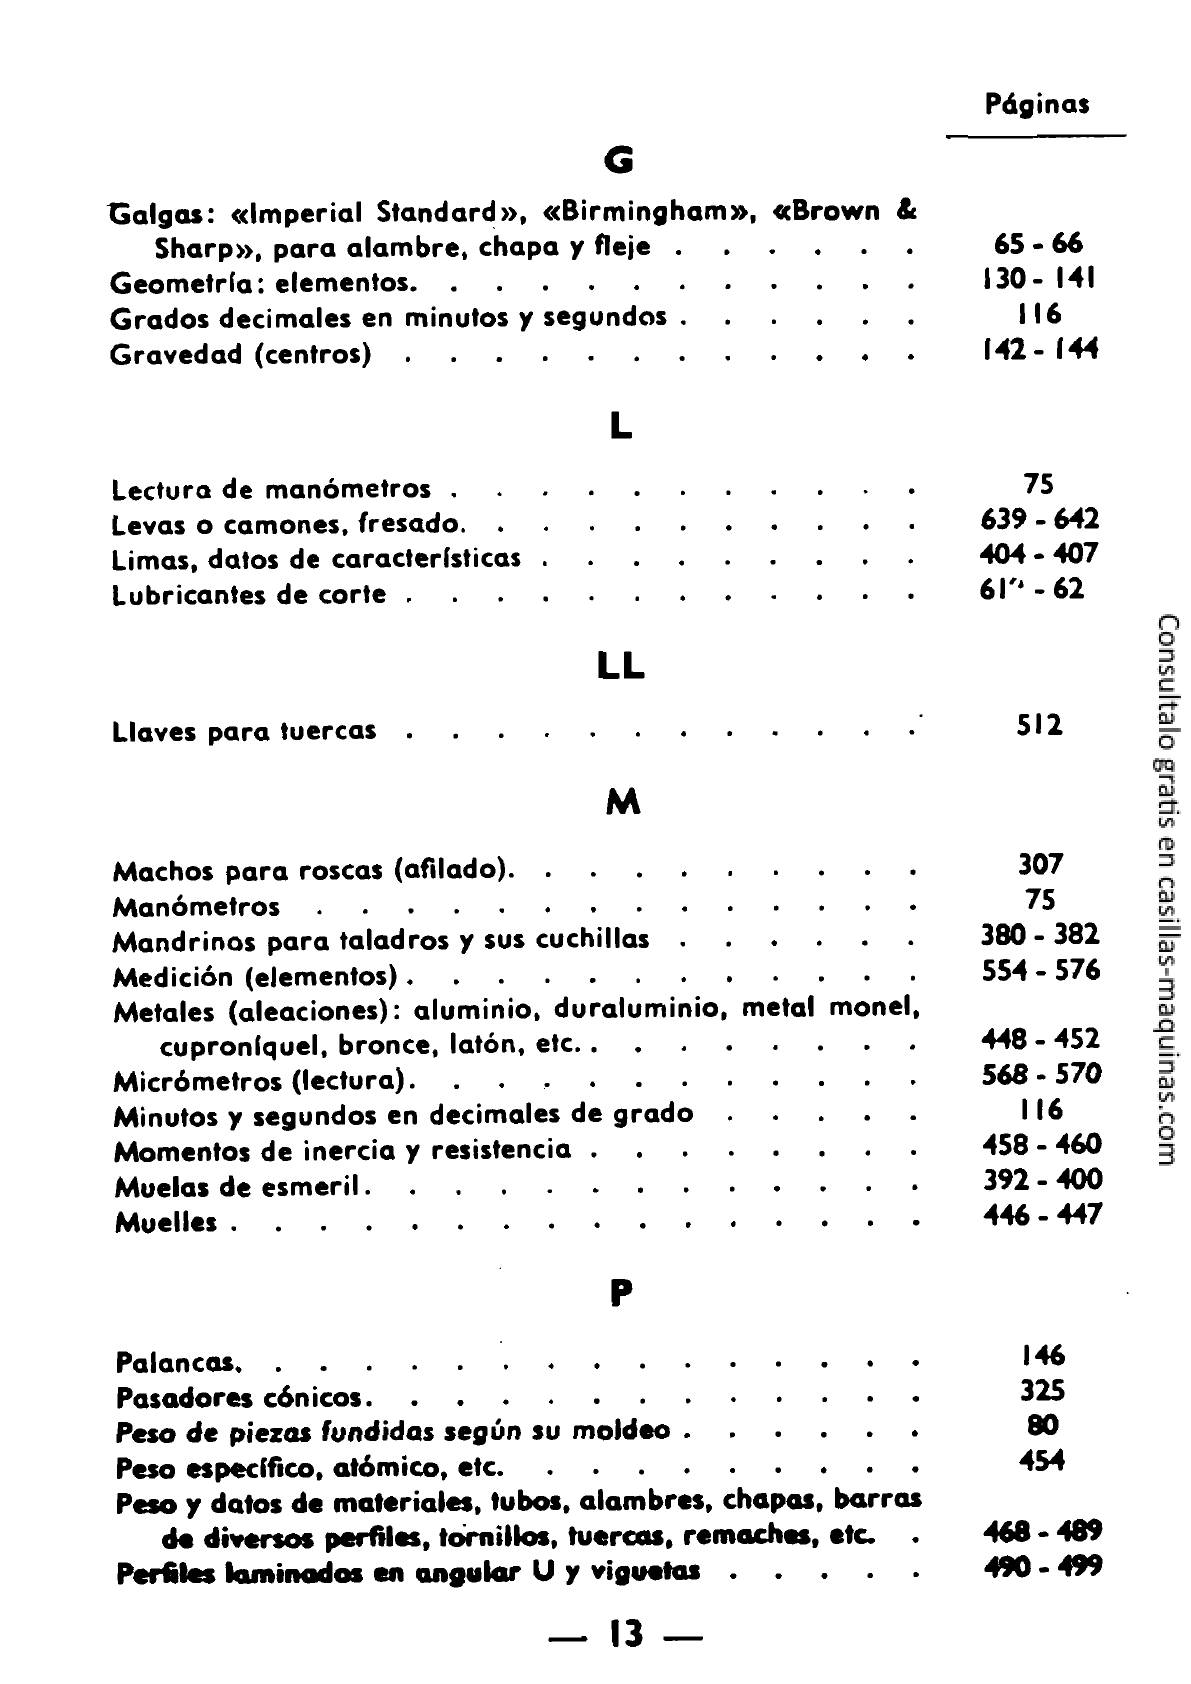 Páginas
G
Galgas: «Imperial Standard», «Birmingham», «Brown &
Sharp», para alambre, chapa y fleje . . . . . . 65 - 66
Geometría: elementos. . . . . . . . . . . . 130 - 141
Grados decimales en minutos y segundos . . . . . . 116
Gravedad (centros) . . . . . . . . . . . . 142 - 144
L
Lectura de manómetros . . . . . . . . . . . 75
Levas o camones, fresado. . . . . . . . . . . 639 - 642
Limas, datos de características . . . . . . . . . 404 - 407
Lubricantes de corte . . . . . . . . . . . . 61 - 62
LL
Llaves para tuercas . . . . . . . . . . . . 512
M
Machos para roscas (afilado). . . . . . . . . . 307
Manómetros . . . . . . . . . . . . . . 75
Mandrinos para taladros y sus cuchillas . . . . . . 380 - 382
Medición (elementos) . . . . . . . . . . . . 554 - 576
Metales (aleaciones): aluminio, duraluminio, metal monel,
cuproníquel, bronce, latón, etc. . . . . . . . . 448 - 452
Micrómetros (lectura). . . . . . . . . . . . 568 - 570
Minutos y segundos en decimales de grado . . . . . 116
Momentos de inercia y resistencia . . . . . . . . 458 - 460
Muelas de esmeril. . . . . . . . . . . . . 392 - 400
Muelles . . . . . . . . . . . . . . . . 446 - 447
P
Palancas. . . . . . . . . . . . . . . . 146
Pasadores cónicos. . . . . . . . . . . . . 325
Peso de piezas fundidas según su moldeo . . . . . . 80
Peso específico, atómico, etc. . . . . . . . . . 454
Peso y datos de materiales, tubos, alambres, chapas, barras
de diversos perfiles, tornillos, tuercas, remaches, etc. . 468 - 489
Perfiles laminados en angular U y viguetas . . . . . 490 - 499
— 13 —
Consultalo gratis en casillas-maquinas.com